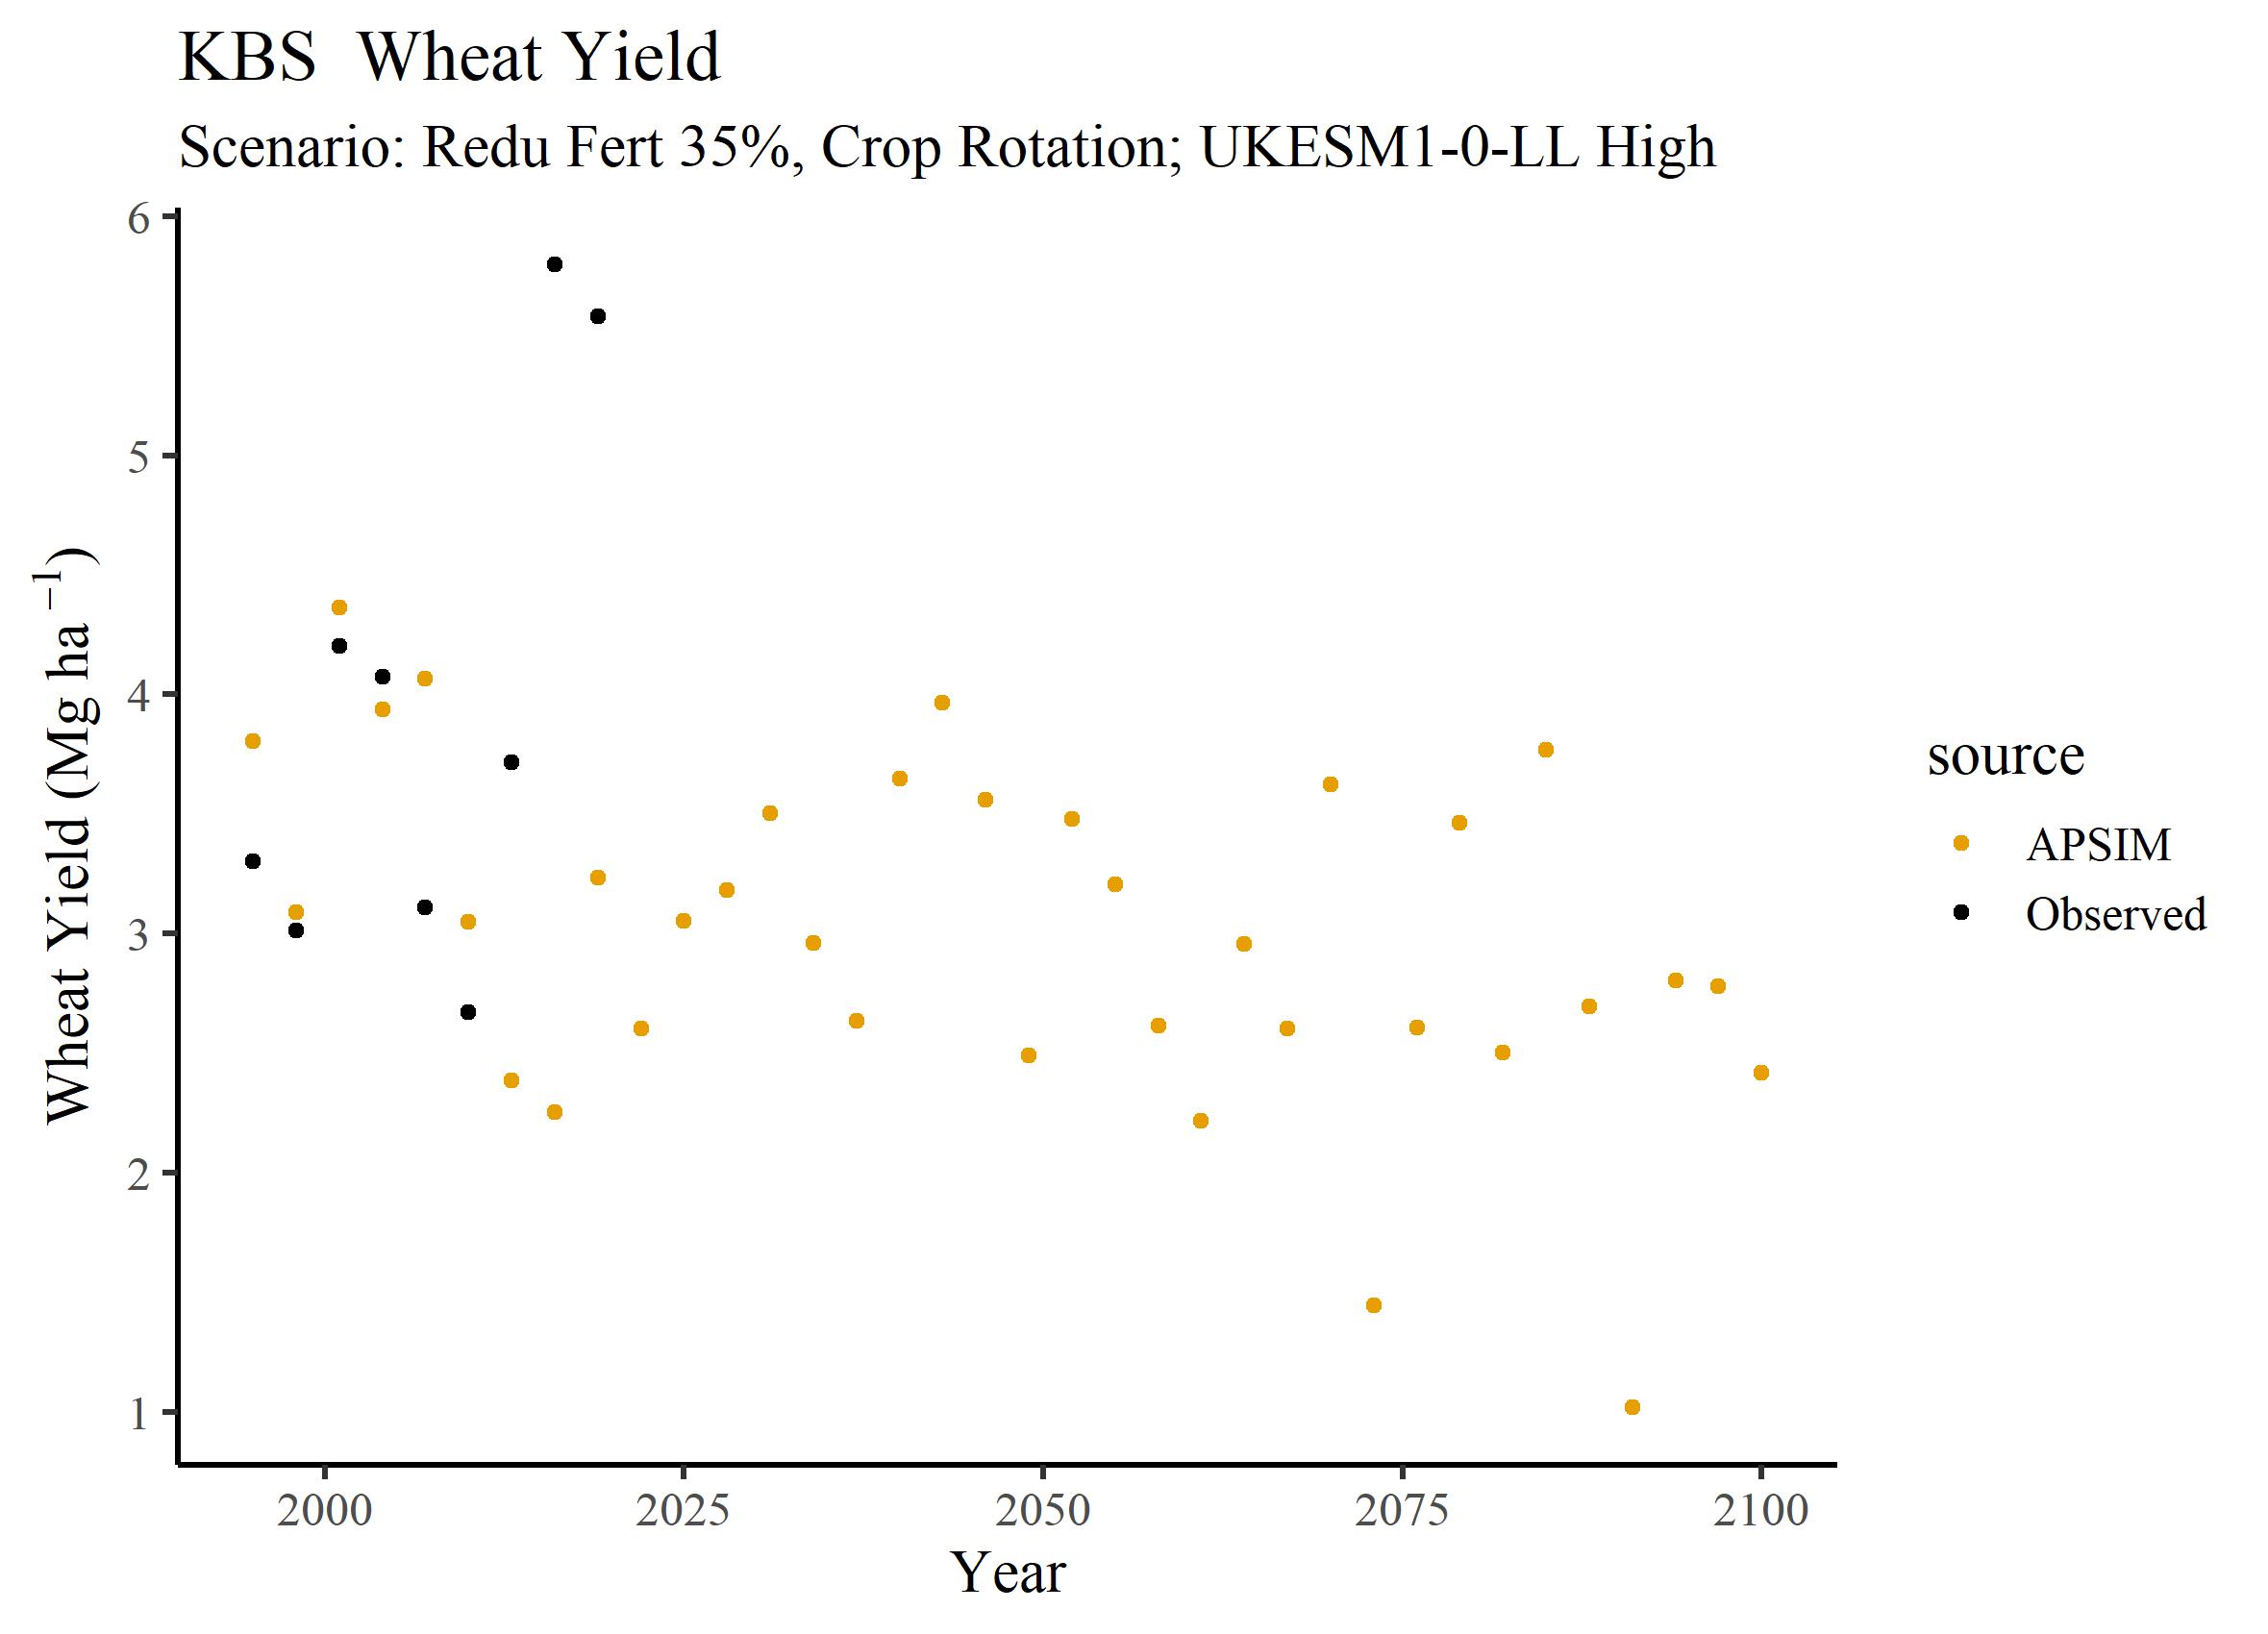 KBS  Wheat Yield
Scenario: Redu Fert 35%, Crop Rotation; UKESM1-0-LL High
6
5
4
3
2
1
Wheat Yield (Mg ha⁻¹)
2000 2025 2050 2075 2100
Year
source
APSIM
Observed